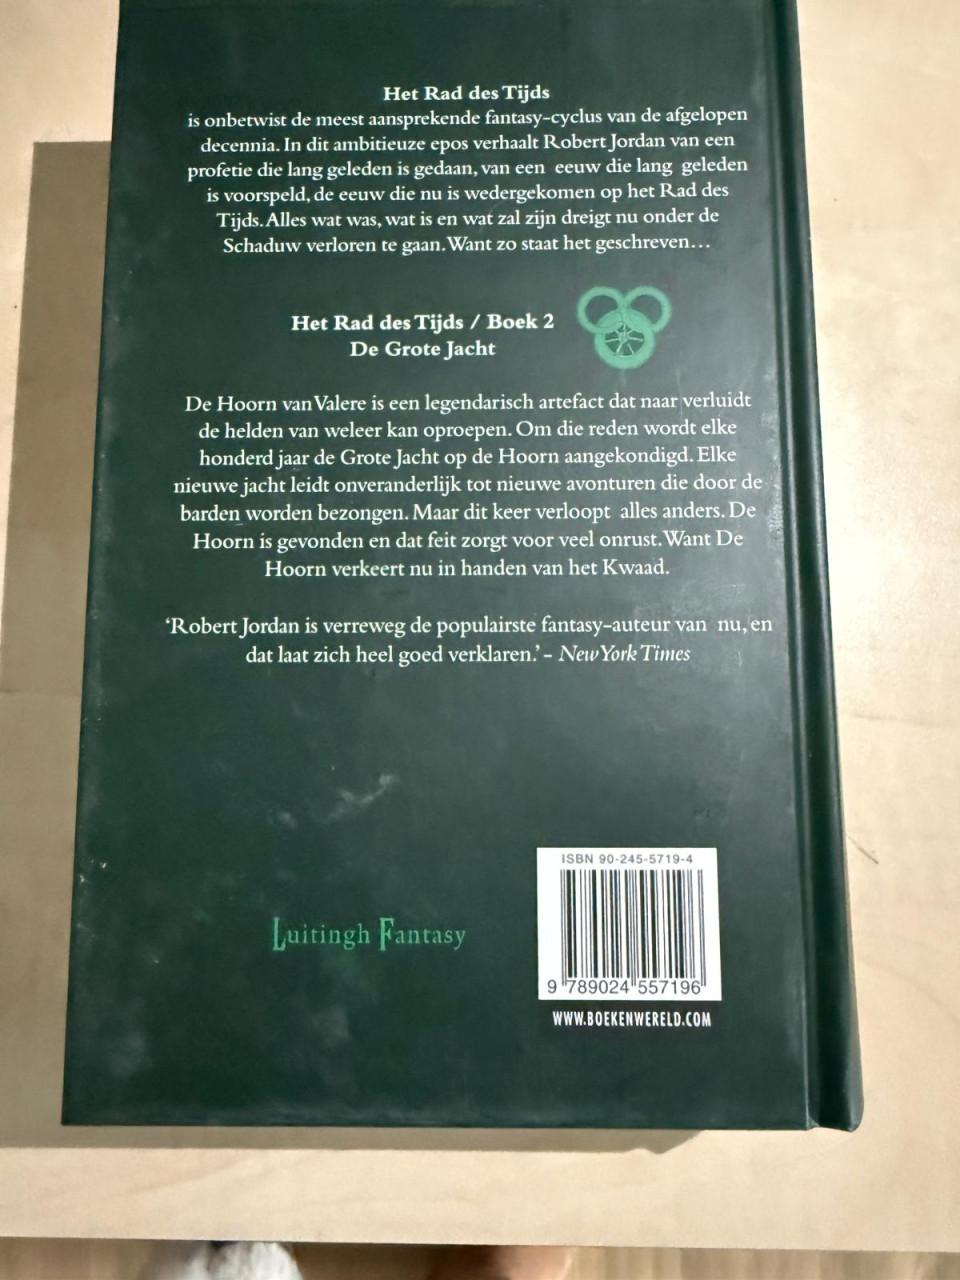 Het Rad des Tijds
is onbetwist de meest aansprekende fantasy-cyclus van de afgelopen
decennia. In dit ambitieuze epos verhaalt Robert Jordan van een
profetie die lang geleden is gedaan, van een eeuw die lang geleden
is voorspeld, de eeuw die nu is wedergekomen op het Rad des
Tijds. Alles wat was, wat is en wat zal zijn dreigt nu onder de
Schaduw verloren te gaan. Want zo staat het geschreven...
Het Rad des Tijds / Boek 2
De Grote Jacht
De Hoorn van Valere is een legendarisch artefact dat naar verluidt
de helden van weleer kan oproepen. Om die reden wordt elke
honderd jaar de Grote Jacht op de Hoorn aangekondigd. Elke
nieuwe jacht leidt onveranderlijk tot nieuwe avonturen die door de
barden worden bezongen. Maar dit keer verloopt alles anders. De
Hoorn is gevonden en dat feit zorgt voor veel onrust. Want De
Hoorn verkeert nu in handen van het Kwaad.
'Robert Jordan is verreweg de populairste fantasy-auteur van nu, en
dat laat zich heel goed verklaren.' – New York Times
ISBN 90-245-5719-4
Luitingh Fantasy
9 789024 557196
WWW.BOEKENWERELD.COM